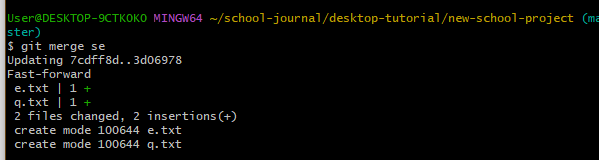 User@DESKTOP-9CTKOKO MINGW64 ~/school-journal/desktop-tutorial/new-school-project (ma
ster)
$ git merge se
Updating 7cdff8d..3d06978
Fast-forward
 e.txt | 1 +
 q.txt | 1 +
 2 files changed, 2 insertions(+)
 create mode 100644 e.txt
 create mode 100644 q.txt